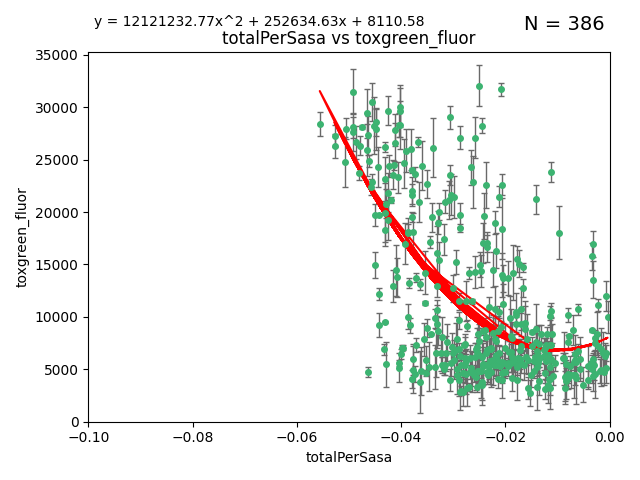 y = 12121232.77x^2 + 252634.63x + 8110.58
N = 386
totalPerSasa vs toxgreen_fluor
35000
30000
25000
20000
15000
10000
5000
0
toxgreen_fluor
−0.10
−0.08
−0.06
−0.04
−0.02
0.00
totalPerSasa